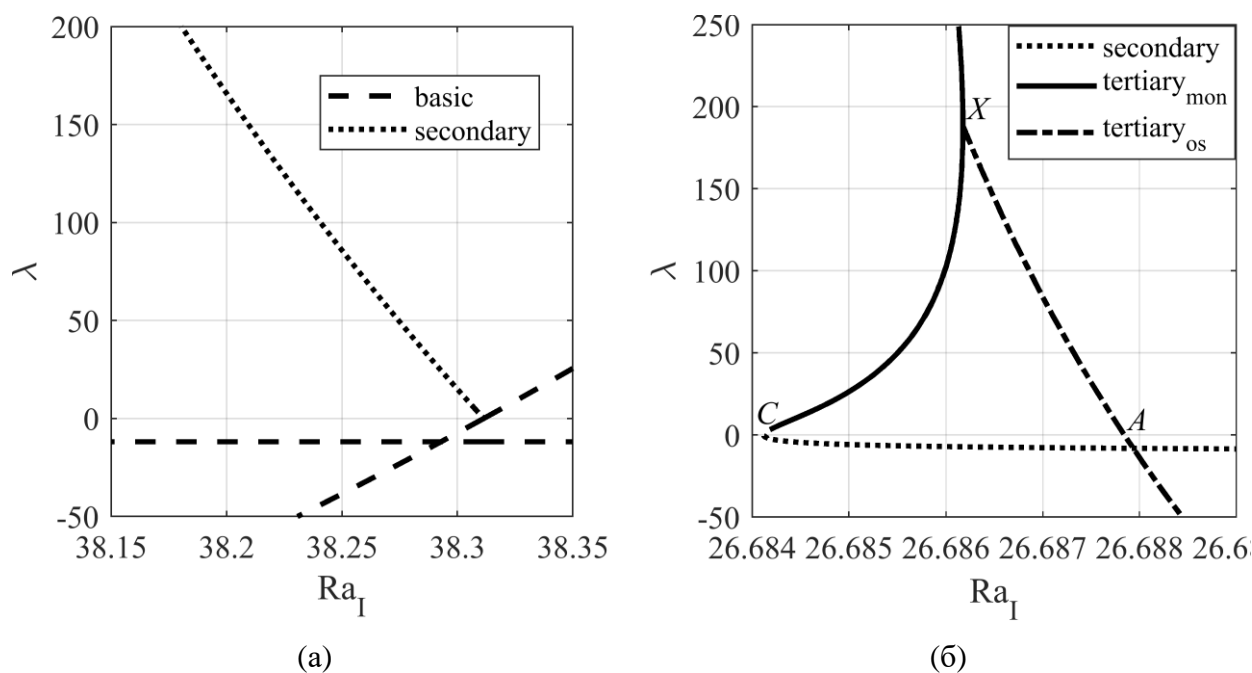 200
150
100
50
0
-50
λ
basic
secondary
38.15 38.2 38.25 38.3 38.35
Ra_I
(а)
250
200
150
100
50
0
-50
λ
secondary
tertiary_mon
tertiary_os
X
C
A
26.684 26.685 26.686 26.687 26.688
Ra_I
(б)